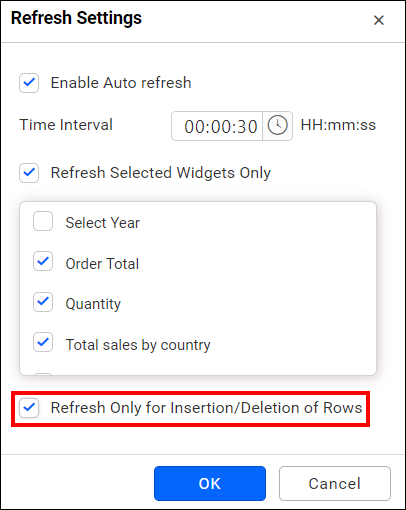 Refresh Settings
Enable Auto refresh
Time Interval 00:00:30 HH:mm:ss
Refresh Selected Widgets Only
Select Year
Order Total
Quantity
Total sales by country
Refresh Only for Insertion/Deletion of Rows
OK Cancel